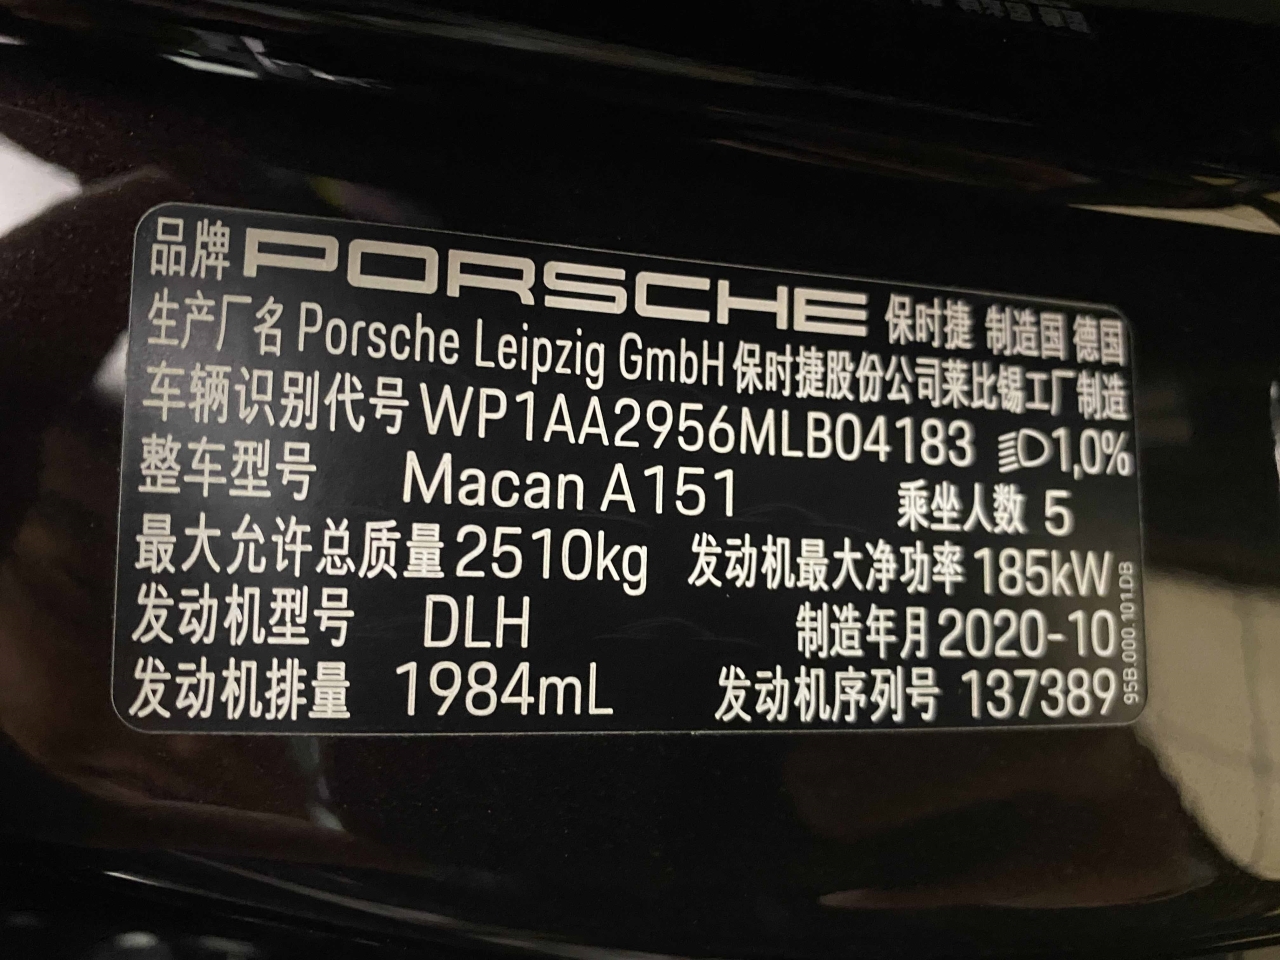 品牌 PORSCHE 保时捷 制造国 德国
生产厂名 Porsche Leipzig GmbH 保时捷股份公司莱比锡工厂制造
车辆识别代号 WP1AA2956MLB04183 1,0%
整车型号 Macan A151 乘坐人数 5
最大允许总质量 2510kg 发动机最大净功率 185kW
发动机型号 DLH 制造年月 2020-10
发动机排量 1984mL 发动机序列号 137389
95B.000.101.DB